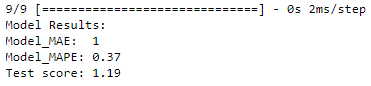 9/9 [==============================] - 0s 2ms/step
Model Results:
Model_MAE:  1
Model_MAPE: 0.37
Test score: 1.19